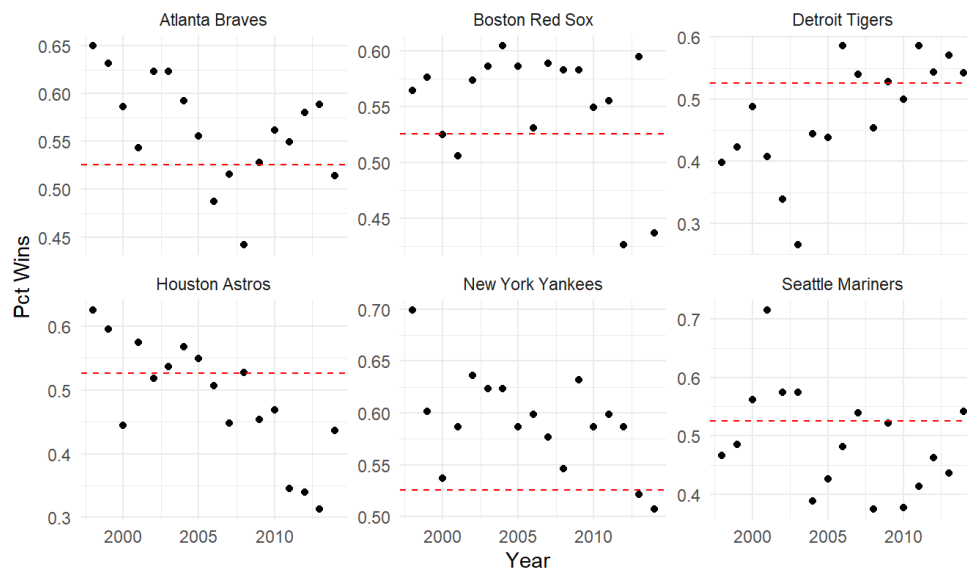 Atlanta Braves
Boston Red Sox
Detroit Tigers
0.65
0.60
0.55
0.50
0.45
0.60
0.55
0.50
0.45
0.6
0.5
0.4
0.3
Pct Wins
Houston Astros
New York Yankees
Seattle Mariners
0.6
0.5
0.4
0.3
0.70
0.65
0.60
0.55
0.50
0.7
0.6
0.5
0.4
2000 2005 2010
2000 2005 2010
2000 2005 2010
Year